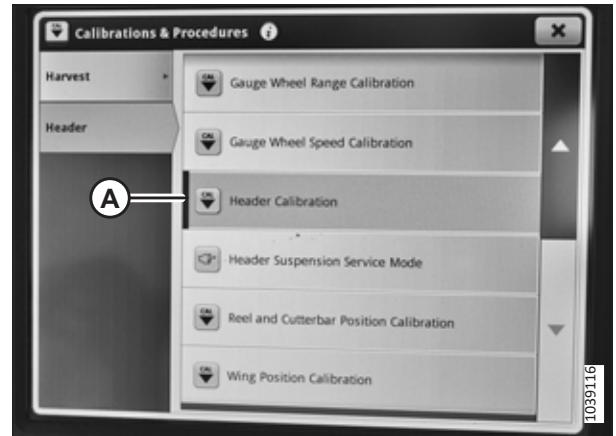 Calibrations & Procedures i
Harvest
Header
Gauge Wheel Range Calibration
Gauge Wheel Speed Calibration
A
Header Calibration
Header Suspension Service Mode
Reel and Cutterbar Position Calibration
Wing Position Calibration
1039116